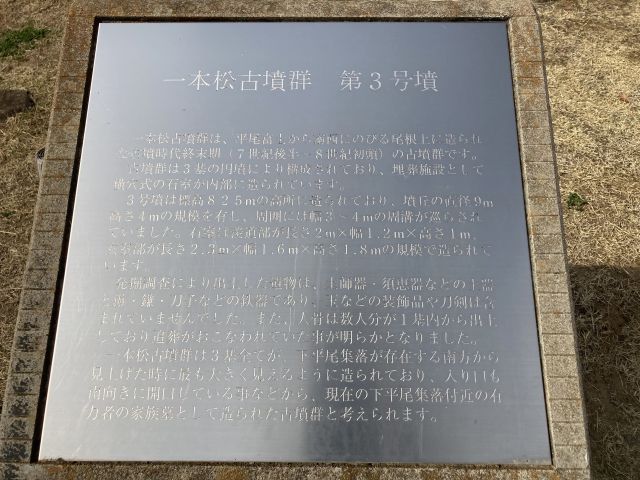 一本松古墳群　第３号墳
一本松古墳群は、平尾富士から南西にのびる尾根上に造られ
た古墳時代終末期（７世紀後半～８世紀初頭）の古墳群です。
古墳群は３基の円墳により構成されており、埋葬施設として
横穴式の石室が内部に造られています。
３号墳は標高８２５ｍの高所に造られており、墳丘の直径９ｍ
高さ４ｍの規模を有し、周囲には幅３～４ｍの周溝が巡らされ
ていました。石室は羨道部が長さ２ｍ×幅１.２ｍ×高さ１ｍ、
玄室部が長さ２.３ｍ×幅１.６ｍ×高さ１.８ｍの規模で造られて
います。
発掘調査により出土した遺物は、土師器・須恵器などの土器
と鏃・鎌・刀子などの鉄器であり、玉などの装飾品や刀剣は含
まれていませんでした。また、人骨は数人分が１基内から出土
しており追葬がおこなわれていた事が明らかとなりました。
一本松古墳群は３基全てが、下平尾集落が存在する南方から
見上げた時に最も大きく見えるように造られており、入り口も
南向きに開口している事などから、現在の下平尾集落付近の有
力者の家族墓として造られた古墳群と考えられます。